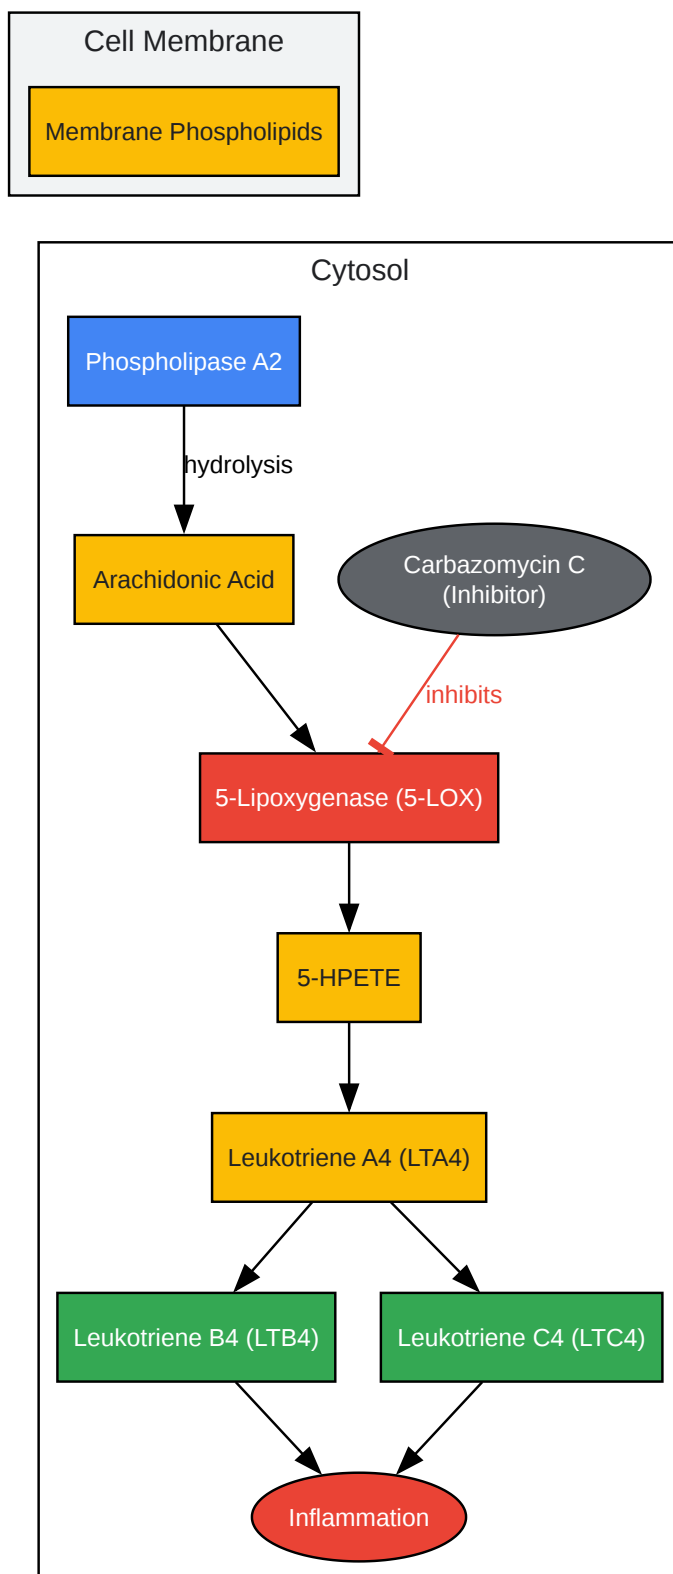 Cell Membrane
Membrane Phospholipids
Cytosol
Phospholipase A2
hydrolysis
Arachidonic Acid
Carbazomycin C
(Inhibitor)
inhibits
5-Lipoxygenase (5-LOX)
5-HPETE
Leukotriene A4 (LTA4)
Leukotriene B4 (LTB4)
Leukotriene C4 (LTC4)
Inflammation